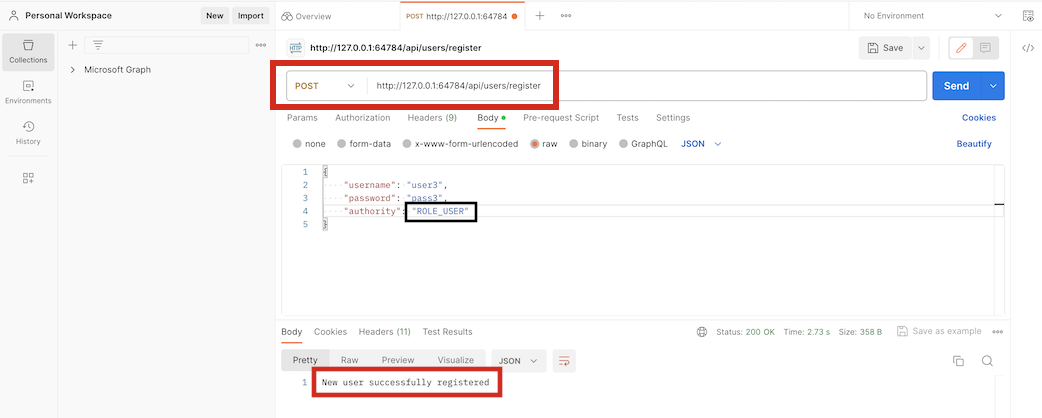 Personal Workspace New Import Overview POST http://127.0.0.1:64784 No Environment
Collections
Environments
History
Microsoft Graph
http://127.0.0.1:64784/api/users/register Save
POST http://127.0.0.1:64784/api/users/register Send
Params Authorization Headers (9) Body Pre-request Script Tests Settings Cookies
none form-data x-www-form-urlencoded raw binary GraphQL JSON Beautify
1 {
2 "username": "user3",
3 "password": "pass3",
4 "authority": "ROLE_USER"
5 }
Body Cookies Headers (11) Test Results Status: 200 OK Time: 2.73 s Size: 358 B Save as example
Pretty Raw Preview Visualize JSON
1 New user successfully registered